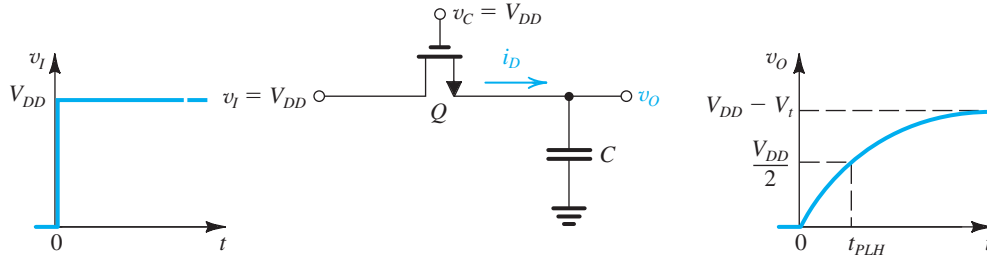 v_I
V_DD
0
t
v_C = V_DD
v_I = V_DD
Q
i_D
v_O
C
v_O
V_DD − V_t
V_DD/2
0
t_PLH
t